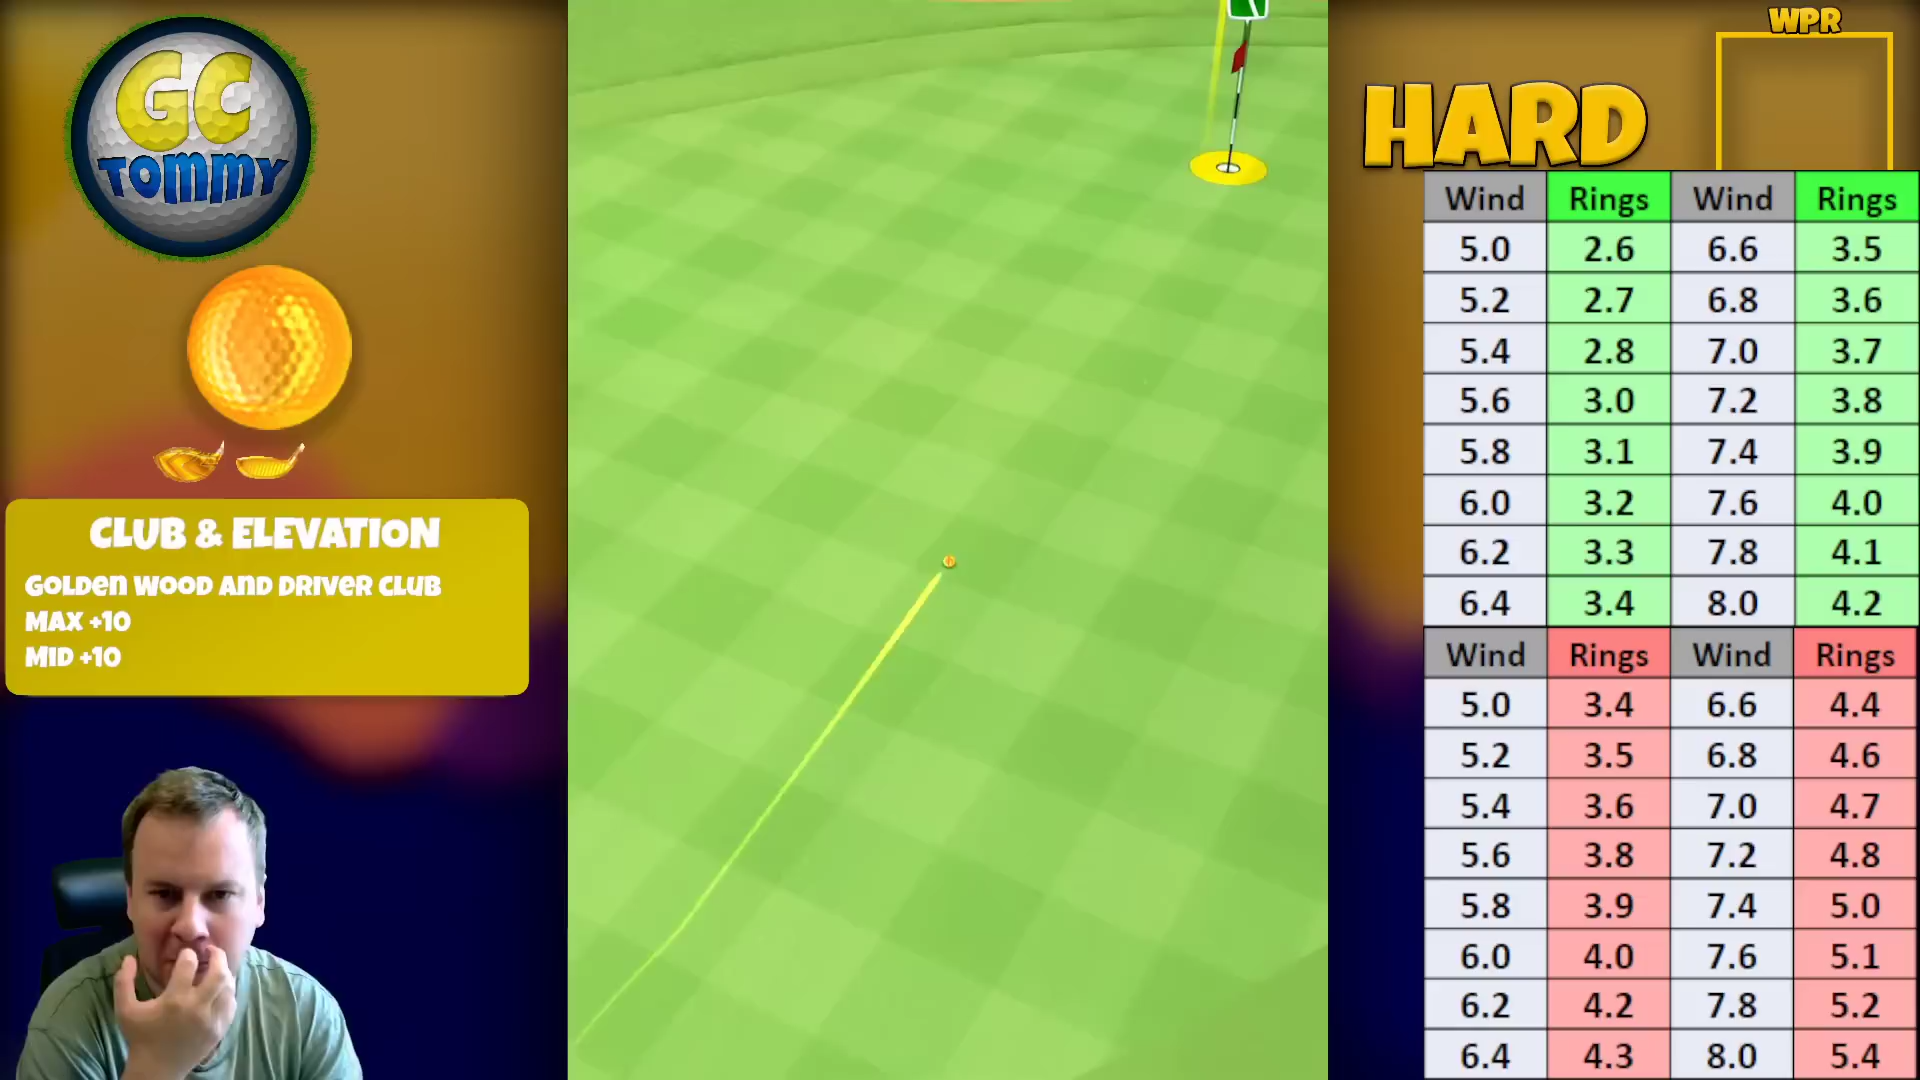 GC
TOMMY
CLUB & ELEVATION
GOLDEN WOOD AND DRIVER CLUB
MAX +10
MID +10
WPR
HARD
Wind Rings Wind Rings
5.0 2.6 6.6 3.5
5.2 2.7 6.8 3.6
5.4 2.8 7.0 3.7
5.6 3.0 7.2 3.8
5.8 3.1 7.4 3.9
6.0 3.2 7.6 4.0
6.2 3.3 7.8 4.1
6.4 3.4 8.0 4.2
Wind Rings Wind Rings
5.0 3.4 6.6 4.4
5.2 3.5 6.8 4.6
5.4 3.6 7.0 4.7
5.6 3.8 7.2 4.8
5.8 3.9 7.4 5.0
6.0 4.0 7.6 5.1
6.2 4.2 7.8 5.2
6.4 4.3 8.0 5.4